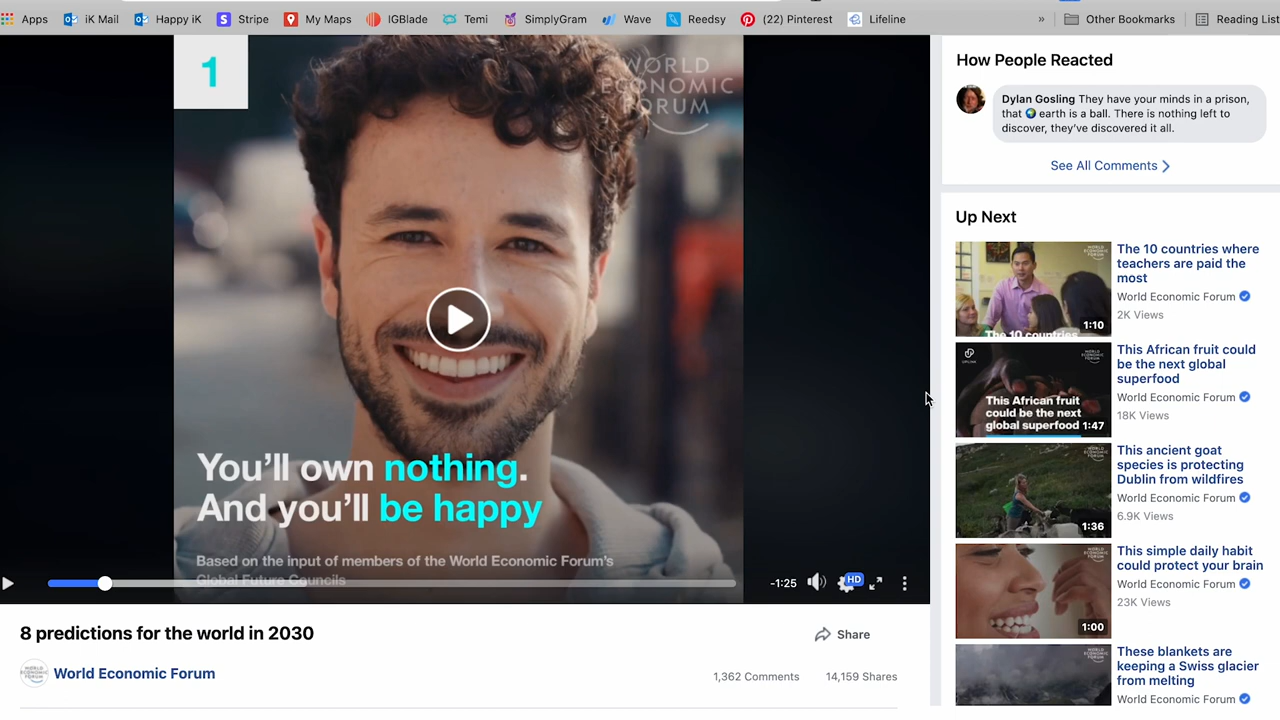 Apps
iK Mail
Happy iK
Stripe
My Maps
IGBlade
Temi
SimplyGram
Wave
Reedsy
(22) Pinterest
Lifeline
»
Other Bookmarks
Reading List
1
WORLD
ECONOMIC
FORUM
You'll own nothing.
And you'll be happy
Based on the input of members of the World Economic Forum's
Global Future Councils
-1:25
HD
8 predictions for the world in 2030
Share
World Economic Forum
1,362 Comments
14,159 Shares
How People Reacted
Dylan Gosling They have your minds in a prison,
that 🌍 earth is a ball. There is nothing left to
discover, they've discovered it all.
See All Comments
Up Next
The 10 countries
1:10
The 10 countries where
teachers are paid the
most
World Economic Forum
2K Views
This African fruit
could be the next
global superfood
1:47
This African fruit could
be the next global
superfood
World Economic Forum
18K Views
1:36
This ancient goat
species is protecting
Dublin from wildfires
World Economic Forum
6.9K Views
1:00
This simple daily habit
could protect your brain
World Economic Forum
23K Views
These blankets are
keeping a Swiss glacier
from melting
World Economic Forum